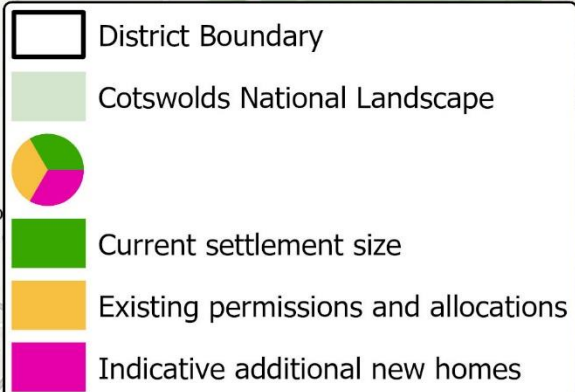 District Boundary
Cotswolds National Landscape
Current settlement size
Existing permissions and allocations
Indicative additional new homes